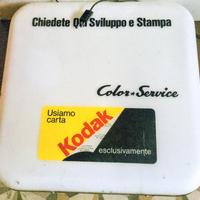 Chiedete Qui Sviluppo e Stampa
Color-Service
Usiamo
carta
Kodak
esclusivamente